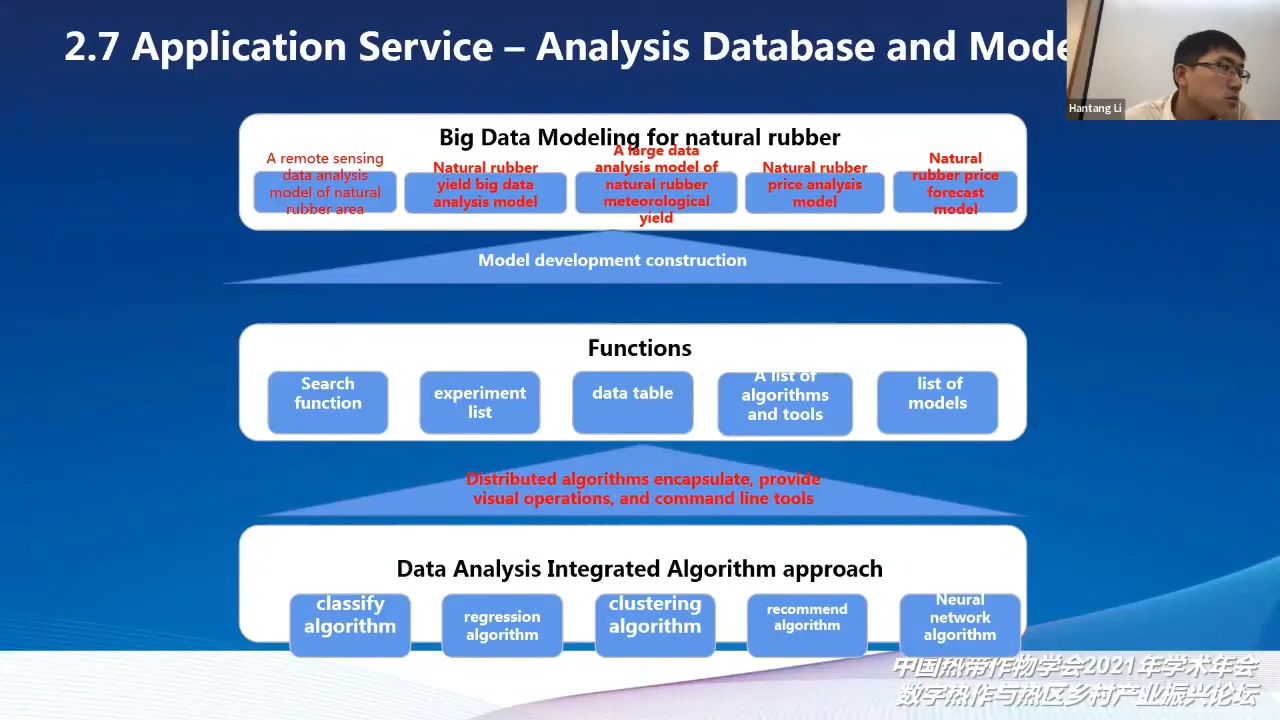 2.7 Application Service – Analysis Database and Mode
Hantang Li
Big Data Modeling for natural rubber
A remote sensing
data analysis
model of natural
rubber area
Natural rubber
yield big data
analysis model
A large data
analysis model of
natural rubber
meteorological
yield
Natural rubber
price analysis
model
Natural
rubber price
forecast
model
Model development construction
Functions
Search
function
experiment
list
data table
A list of
algorithms
and tools
list of
models
Distributed algorithms encapsulate, provide
visual operations, and command line tools
Data Analysis Integrated Algorithm approach
classify
algorithm
regression
algorithm
clustering
algorithm
recommend
algorithm
Neural
network
algorithm
中国热带作物学会2021年学术年会
数字热作与热区乡村产业振兴论坛